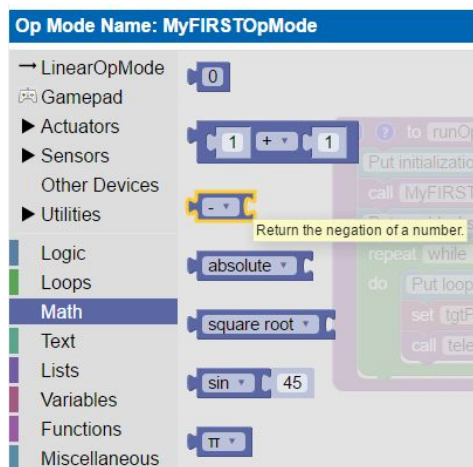 Op Mode Name: MyFIRSTOpMode
LinearOpMode
Gamepad
Actuators
Sensors
Other Devices
Utilities
Logic
Loops
Math
Text
Lists
Variables
Functions
Miscellaneous
0
1 + 1
-
Return the negation of a number.
absolute
square root
sin 45
π
to runOp
Put initializatio
call MyFIRST
repeat while
do Put loop
set tgtP
call tele